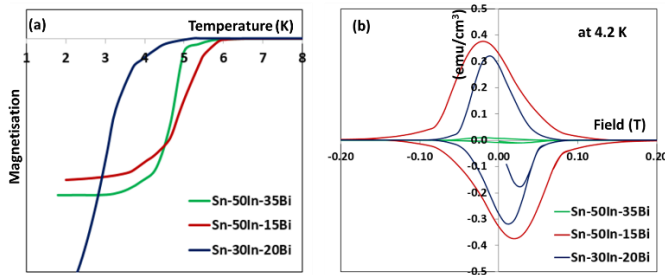 (a)
Temperature (K)
1 2 3 4 5 6 7 8
Magnetisation
Sn-50In-35Bi
Sn-50In-15Bi
Sn-30In-20Bi
(b)
(emu/cm³)
at 4.2 K
Field (T)
0.5
0.4
0.3
0.2
0.1
0.0
-0.1
-0.2
-0.3
-0.4
-0.5
-0.20 -0.10 0.00 0.10 0.20
Sn-50In-35Bi
Sn-50In-15Bi
Sn-30In-20Bi